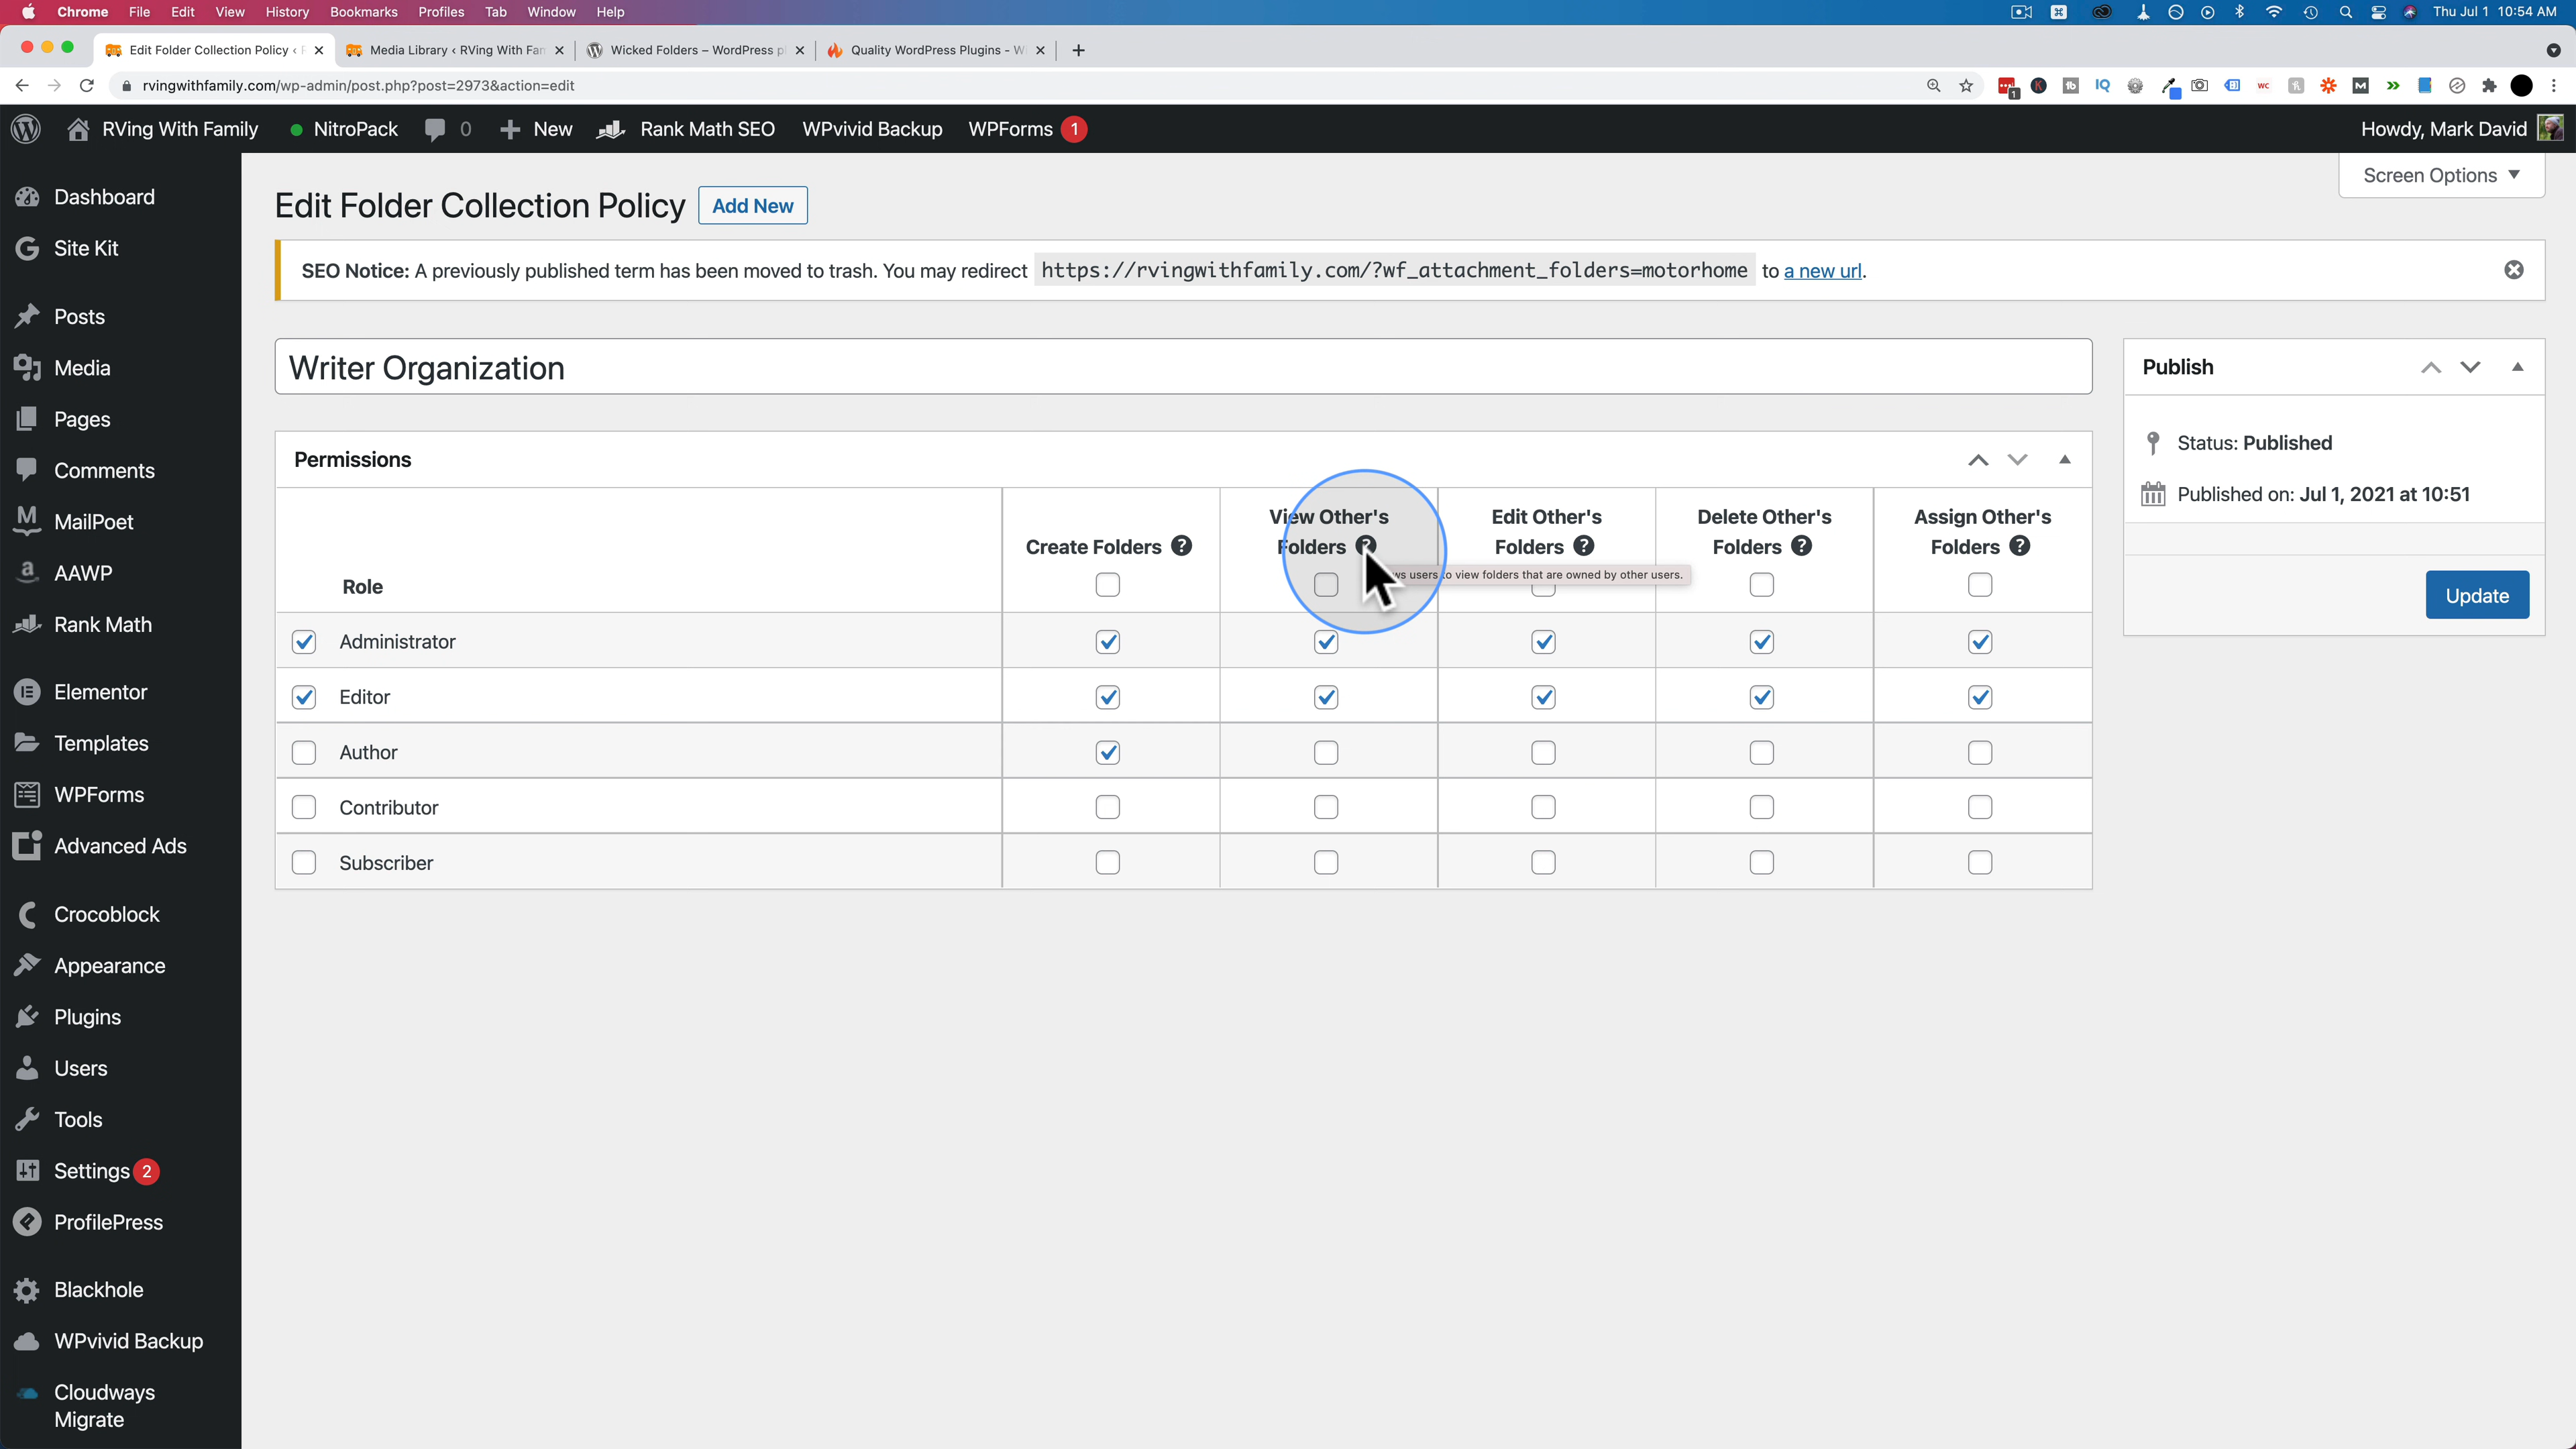 Chrome File Edit View History Bookmarks Profiles Tab Window Help Thu Jul 1 10:54 AM
Edit Folder Collection Policy ‹ Media Library ‹ RVing With Fan Wicked Folders – WordPress Quality WordPress Plugins -
rvingwithfamily.com/wp-admin/post.php?post=2973&action=edit
RVing With Family NitroPack 0 New Rank Math SEO WPvivid Backup WPForms 1 Howdy, Mark David
Screen Options
Dashboard
Site Kit
Posts
Media
Pages
Comments
MailPoet
AAWP
Rank Math
Elementor
Templates
WPForms
Advanced Ads
Crocoblock
Appearance
Plugins
Users
Tools
Settings 2
ProfilePress
Blackhole
WPvivid Backup
Cloudways
Migrate
Edit Folder Collection Policy Add New
SEO Notice: A previously published term has been moved to trash. You may redirect https://rvingwithfamily.com/?wf_attachment_folders=motorhome to a new url.
Writer Organization
Permissions
Role
Create Folders ?
View Other's
Folders
Edit Other's
Folders ?
Delete Other's
Folders ?
Assign Other's
Folders ?
users to view folders that are owned by other users.
Administrator
Editor
Author
Contributor
Subscriber
Publish
Status: Published
Published on: Jul 1, 2021 at 10:51
Update